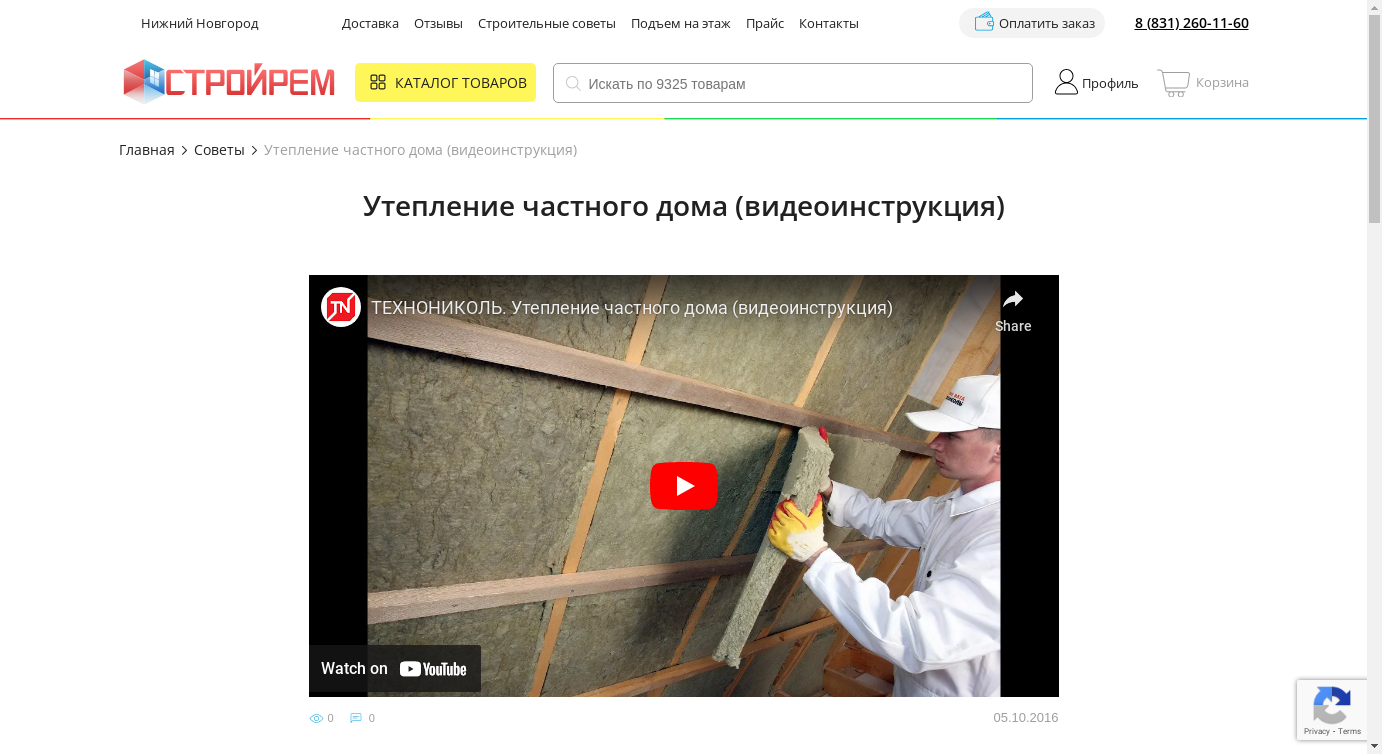 Нижний Новгород Доставка Отзывы Строительные советы Подъем на этаж Прайс Контакты Оплатить заказ 8 (831) 260-11-60
СТРОЙРЕМ КАТАЛОГ ТОВАРОВ Искать по 9325 товарам Профиль Корзина
Главная Советы Утепление частного дома (видеоинструкция)
Утепление частного дома (видеоинструкция)
TN ТЕХНОНИКОЛЬ. Утепление частного дома (видеоинструкция)
Share
Watch on YouTube
0 0 05.10.2016
Privacy - Terms